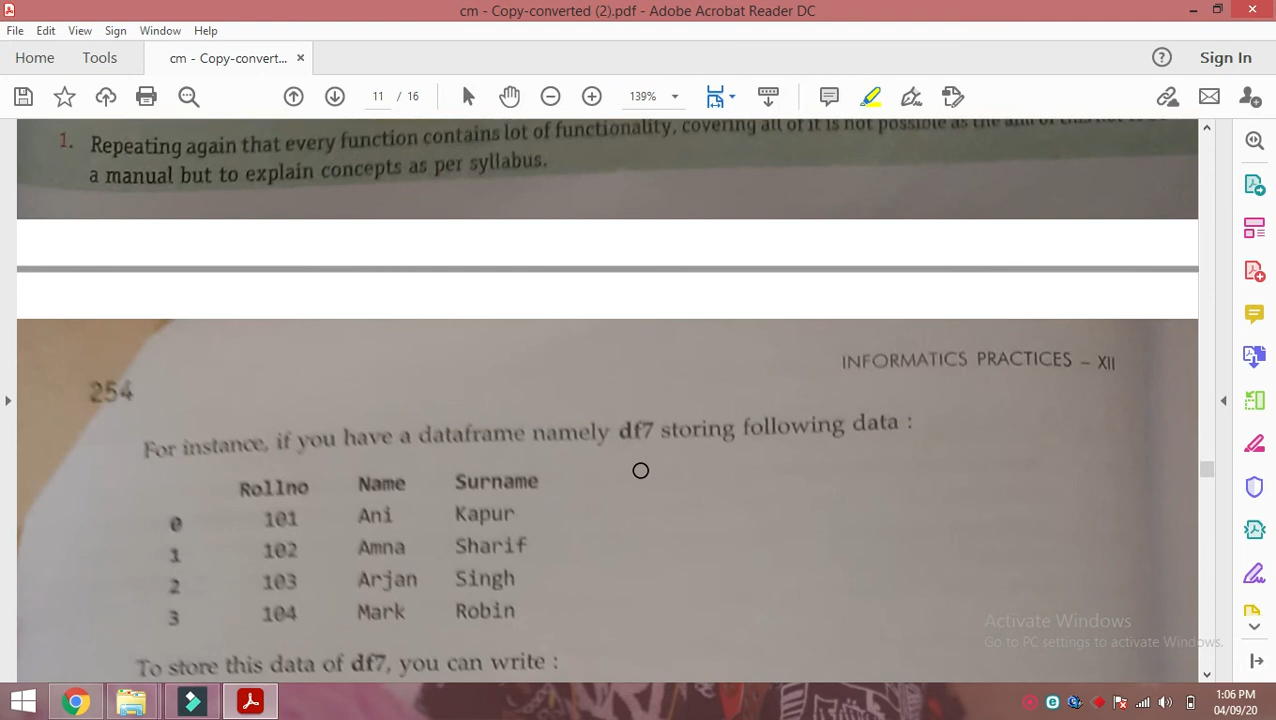 cm - Copy-converted (2).pdf - Adobe Acrobat Reader DC
File Edit View Sign Window Help
Home Tools cm - Copy-convert... Sign In
11 / 16 139%
1. Repeating again that every function contains lot of functionality, covering all of it is not possible as the aim of this
a manual but to explain concepts as per syllabus.
254 INFORMATICS PRACTICES – XII
For instance, if you have a dataframe namely df7 storing following data :
Rollno Name Surname
0 101 Ani Kapur
1 102 Amna Sharif
2 103 Arjan Singh
3 104 Mark Robin
To store this data of df7, you can write :
Activate Windows
Go to PC settings to activate Windows.
1:06 PM
04/09/20